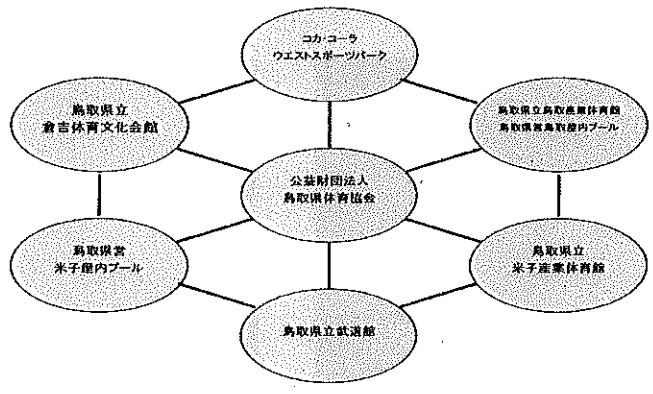 コカ・コーラ
ウエストスポーツパーク
鳥取県立
倉吉体育文化会館
鳥取県立鳥取産業体育館
鳥取県営鳥取屋内プール
公益財団法人
鳥取県体育協会
鳥取県営
米子屋内プール
鳥取県立
米子産業体育館
鳥取県立武道館